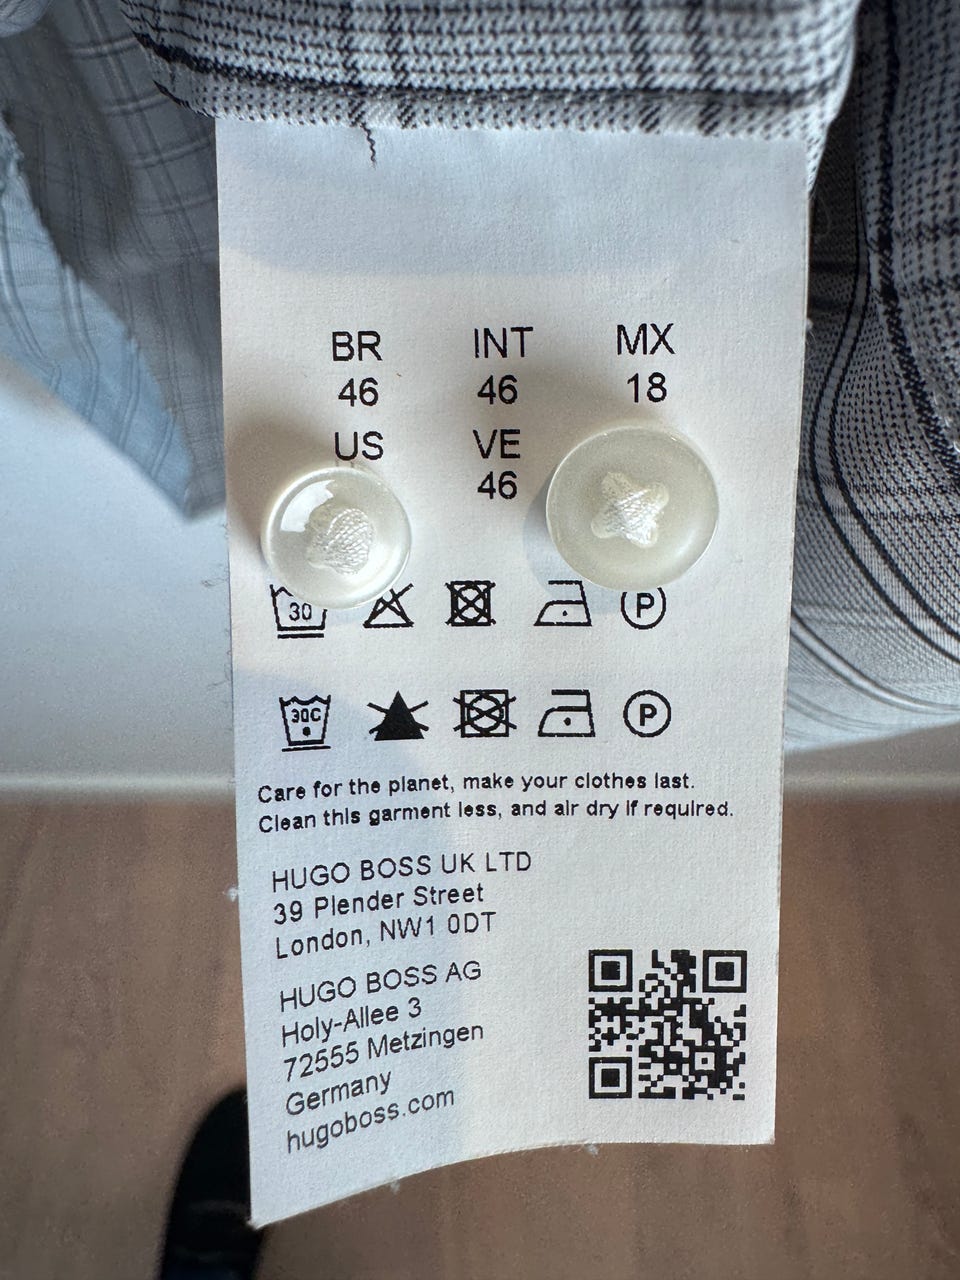 BR INT MX
46 46 18
US VE
46
30 P
30C P
Care for the planet, make your clothes last.
Clean this garment less, and air dry if required.
HUGO BOSS UK LTD
39 Plender Street
London, NW1 0DT
HUGO BOSS AG
Holy-Allee 3
72555 Metzingen
Germany
hugoboss.com